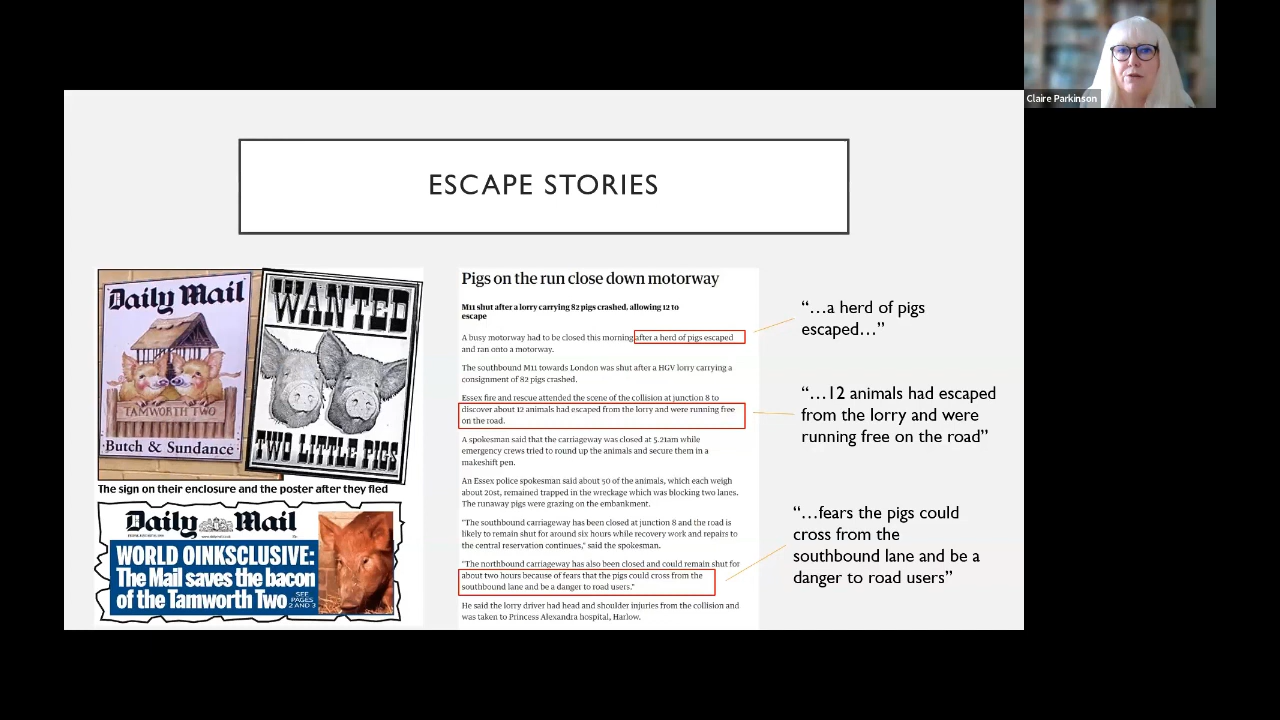 Claire Parkinson
ESCAPE STORIES
Daily Mail
TAMWORTH TWO
Butch & Sundance
WANTED
TWO LITTLE PIGS
The sign on their enclosure and the poster after they fled
Daily Mail
WORLD OINKSCLUSIVE:
The Mail saves the bacon
of the Tamworth Two
SEE
PAGES
2 AND 3
Pigs on the run close down motorway
M11 shut after a lorry carrying 82 pigs crashed, allowing 12 to
escape
A busy motorway had to be closed this morning after a herd of pigs escaped
and ran onto a motorway.
The southbound M11 towards London was shut after a HGV lorry carrying a
consignment of 82 pigs crashed.
Essex fire and rescue attended the scene of the collision at junction 8 to
discover about 12 animals had escaped from the lorry and were running free
on the road.
A spokesman said that the carriageway was closed at 5.21am while
emergency crews tried to round up the animals and secure them in a
makeshift pen.
An Essex police spokesman said about 50 of the animals, which each weigh
about 20st, remained trapped in the wreckage which was blocking two lanes.
The runaway pigs were grazing on the embankment.
"The southbound carriageway has been closed at junction 8 and the road is
likely to remain shut for around six hours while recovery work and repairs to
the central reservation continues," said the spokesman.
"The northbound carriageway has also been closed and could remain shut for
about two hours because of fears that the pigs could cross from the
southbound lane and be a danger to road users."
He said the lorry driver had head and shoulder injuries from the collision and
was taken to Princess Alexandra hospital, Harlow.
“…a herd of pigs
escaped…”
“…12 animals had escaped
from the lorry and were
running free on the road”
“…fears the pigs could
cross from the
southbound lane and be a
danger to road users”